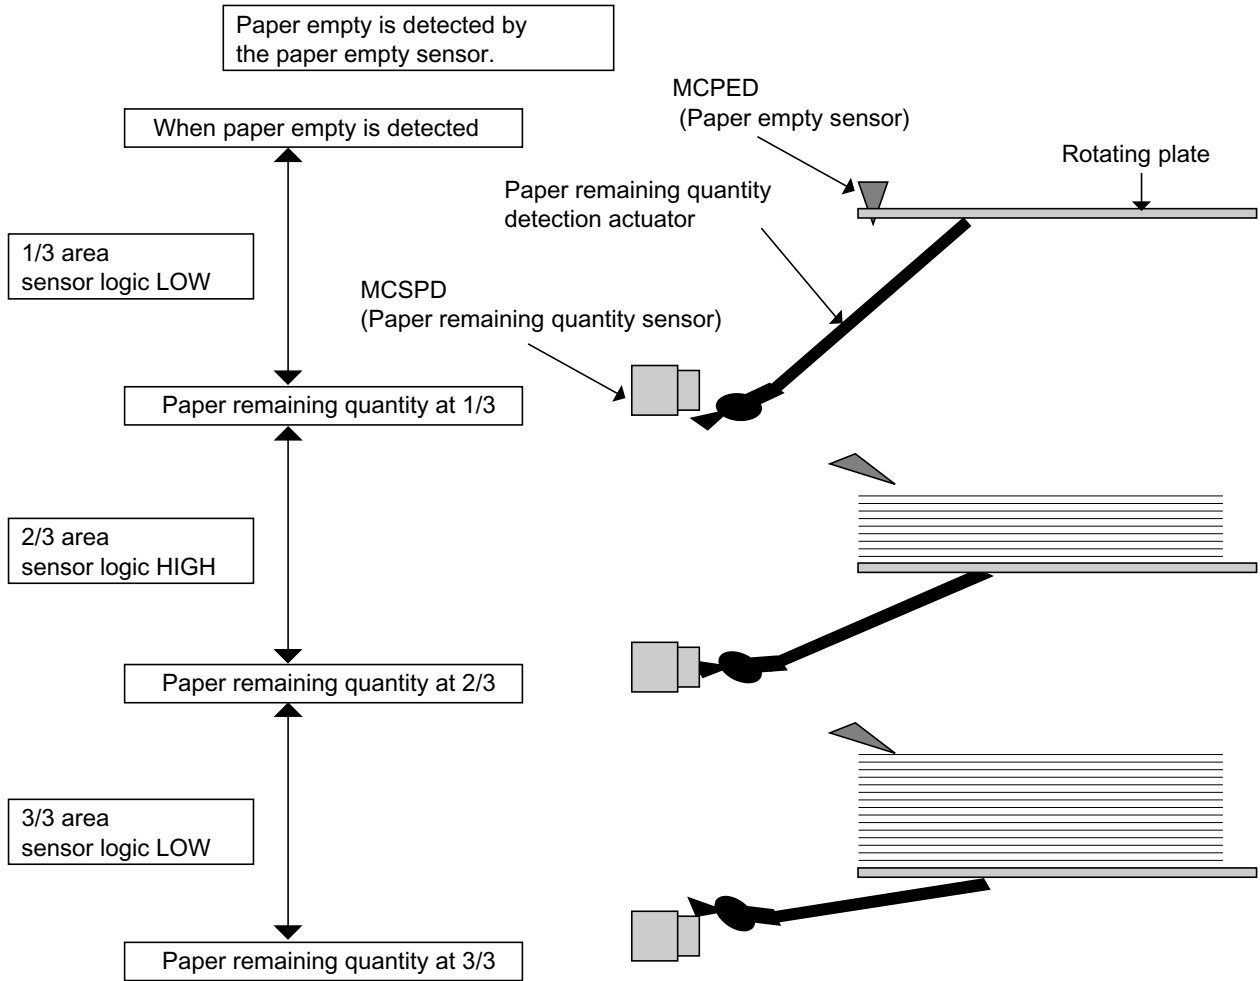 Paper empty is detected by
the paper empty sensor.
When paper empty is detected
1/3 area
sensor logic LOW
Paper remaining quantity at 1/3
2/3 area
sensor logic HIGH
Paper remaining quantity at 2/3
3/3 area
sensor logic LOW
Paper remaining quantity at 3/3
MCPED
(Paper empty sensor)
Rotating plate
Paper remaining quantity
detection actuator
MCSPD
(Paper remaining quantity sensor)